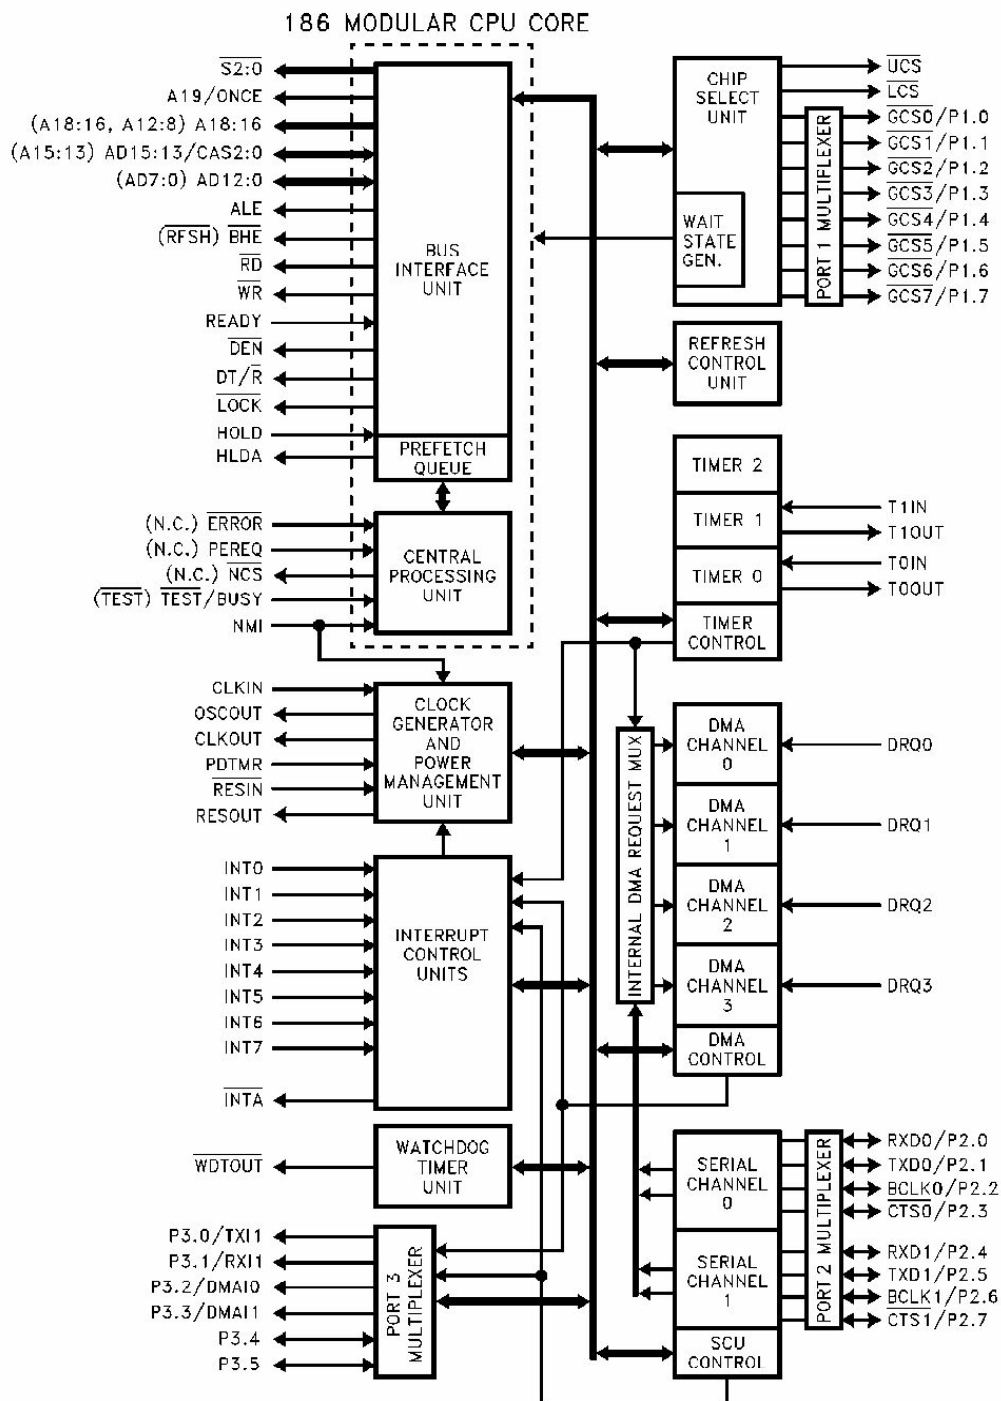 186 MODULAR CPU CORE
S2:0
A19/ONCE
(A18:16, A12:8) A18:16
(A15:13) AD15:13/CAS2:0
(AD7:0) AD12:0
ALE
(RFSH) BHE
RD
WR
READY
DEN
DT/R
LOCK
HOLD
HLDA
BUS
INTERFACE
UNIT
PREFETCH
QUEUE
(N.C.) ERROR
(N.C.) PEREQ
(N.C.) NCS
(TEST) TEST/BUSY
NMI
CENTRAL
PROCESSING
UNIT
CLKIN
OSCOUT
CLKOUT
PDTMR
RESIN
RESOUT
CLOCK
GENERATOR
AND
POWER
MANAGEMENT
UNIT
INT0
INT1
INT2
INT3
INT4
INT5
INT6
INT7
INTA
INTERRUPT
CONTROL
UNITS
WDTOUT
WATCHDOG
TIMER
UNIT
P3.0/TXI1
P3.1/RXI1
P3.2/DMAI0
P3.3/DMAI1
P3.4
P3.5
PORT 3
MULTIPLEXER
CHIP
SELECT
UNIT
WAIT
STATE
GEN.
PORT 1 MULTIFLEXER
UCS
LCS
GCS0/P1.0
GCS1/P1.1
GCS2/P1.2
GCS3/P1.3
GCS4/P1.4
GCS5/P1.5
GCS6/P1.6
GCS7/P1.7
REFRESH
CONTROL
UNIT
TIMER 2
TIMER 1
TIMER 0
TIMER
CONTROL
T1IN
T1OUT
T0IN
T0OUT
INTERNAL DMA REQUEST MUX
DMA
CHANNEL
0
DMA
CHANNEL
1
DMA
CHANNEL
2
DMA
CHANNEL
3
DMA
CONTROL
DRQ0
DRQ1
DRQ2
DRQ3
SERIAL
CHANNEL
0
SERIAL
CHANNEL
1
SCU
CONTROL
PORT 2 MULTIPLEXER
RXD0/P2.0
TXD0/P2.1
BCLK0/P2.2
CTS0/P2.3
RXD1/P2.4
TXD1/P2.5
BCLK1/P2.6
CTS1/P2.7